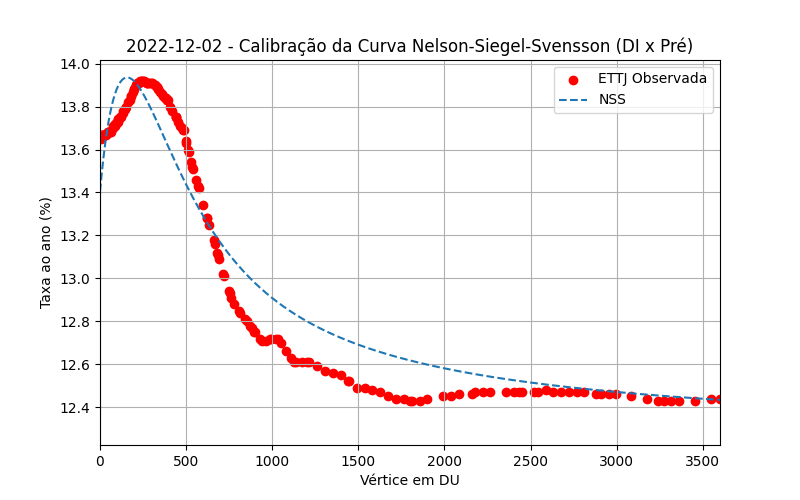 2022-12-02 - Calibração da Curva Nelson-Siegel-Svensson (DI x Pré)
ETTJ Observada
NSS
Taxa ao ano (%)
14.0
13.8
13.6
13.4
13.2
13.0
12.8
12.6
12.4
0 500 1000 1500 2000 2500 3000 3500
Vértice em DU